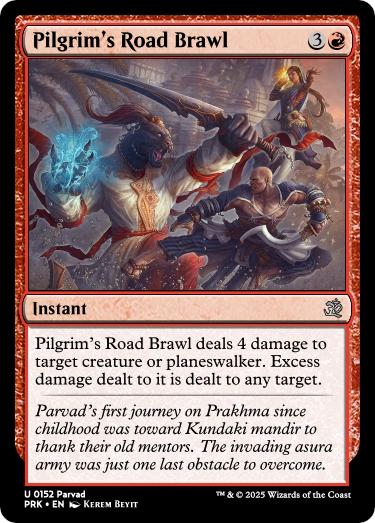 Pilgrim's Road Brawl 3
Instant
Pilgrim's Road Brawl deals 4 damage to
target creature or planeswalker. Excess
damage dealt to it is dealt to any target.
Parvad's first journey on Prakhma since
childhood was toward Kundaki mandir to
thank their old mentors. The invading asura
army was just one last obstacle to overcome.
U 0152 Parvad
PRK • EN Kerem Beyit
™ & © 2025 Wizards of the Coast